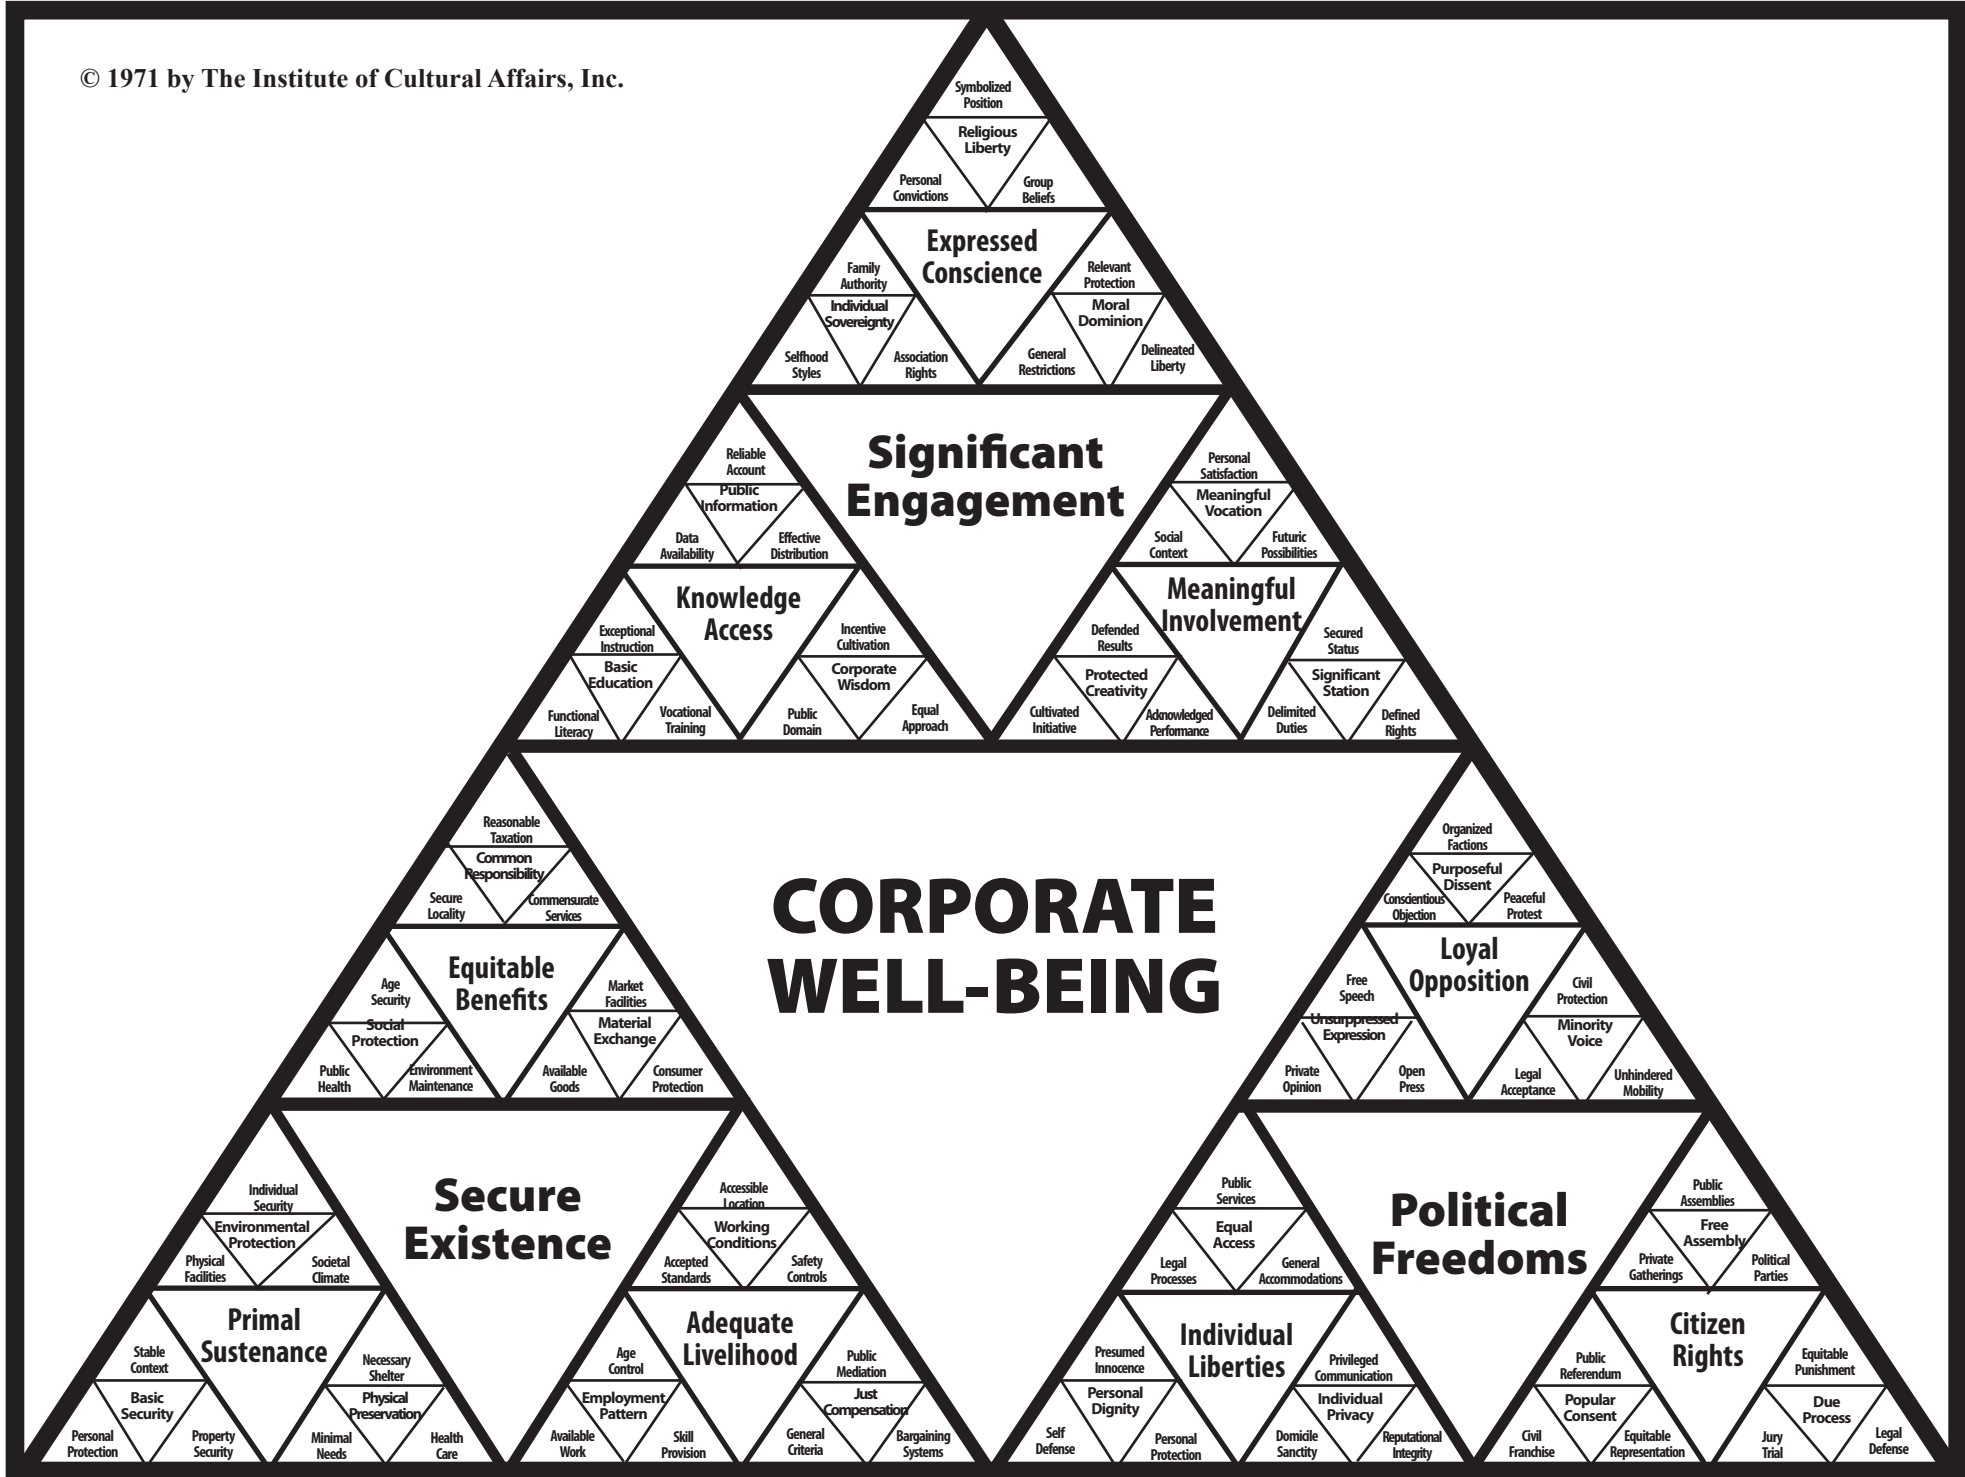 © 1971 by The Institute of Cultural Affairs, Inc.
Symbolized
Position
Religious
Liberty
Personal
Convictions
Group
Beliefs
Expressed
Conscience
Family
Authority
Individual
Sovereignty
Selfhood
Styles
Association
Rights
Relevant
Protection
Moral
Dominion
General
Restrictions
Delineated
Liberty
Significant
Engagement
Reliable
Account
Public
Information
Data
Availability
Effective
Distribution
Knowledge
Access
Exceptional
Instruction
Basic
Education
Functional
Literacy
Vocational
Training
Incentive
Cultivation
Corporate
Wisdom
Public
Domain
Equal
Approach
Personal
Satisfaction
Meaningful
Vocation
Social
Context
Futuric
Possibilities
Meaningful
Involvement
Defended
Results
Protected
Creativity
Cultivated
Initiative
Acknowledged
Performance
Secured
Status
Significant
Station
Delimited
Duties
Defined
Rights
CORPORATE
WELL-BEING
Reasonable
Taxation
Common
Responsibility
Secure
Locality
Commensurate
Services
Equitable
Benefits
Age
Security
Social
Protection
Public
Health
Environment
Maintenance
Market
Facilities
Material
Exchange
Available
Goods
Consumer
Protection
Secure
Existence
Individual
Security
Environmental
Protection
Physical
Facilities
Societal
Climate
Primal
Sustenance
Stable
Context
Basic
Security
Personal
Protection
Property
Security
Necessary
Shelter
Physical
Preservation
Minimal
Needs
Health
Care
Accessible
Location
Working
Conditions
Accepted
Standards
Safety
Controls
Adequate
Livelihood
Age
Control
Employment
Pattern
Available
Work
Skill
Provision
Public
Mediation
Just
Compensation
General
Criteria
Bargaining
Systems
Organized
Factions
Purposeful
Dissent
Conscientious
Objection
Peaceful
Protest
Loyal
Opposition
Free
Speech
Unsurppressed
Expression
Private
Opinion
Open
Press
Civil
Protection
Minority
Voice
Legal
Acceptance
Unhindered
Mobility
Political
Freedoms
Public
Services
Equal
Access
Legal
Processes
General
Accommodations
Individual
Liberties
Presumed
Innocence
Personal
Dignity
Self
Defense
Personal
Protection
Privileged
Communication
Individual
Privacy
Domicile
Sanctity
Reputational
Integrity
Public
Assemblies
Free
Assembly
Private
Gatherings
Political
Parties
Citizen
Rights
Public
Referendum
Popular
Consent
Civil
Franchise
Equitable
Representation
Equitable
Punishment
Due
Process
Jury
Trial
Legal
Defense